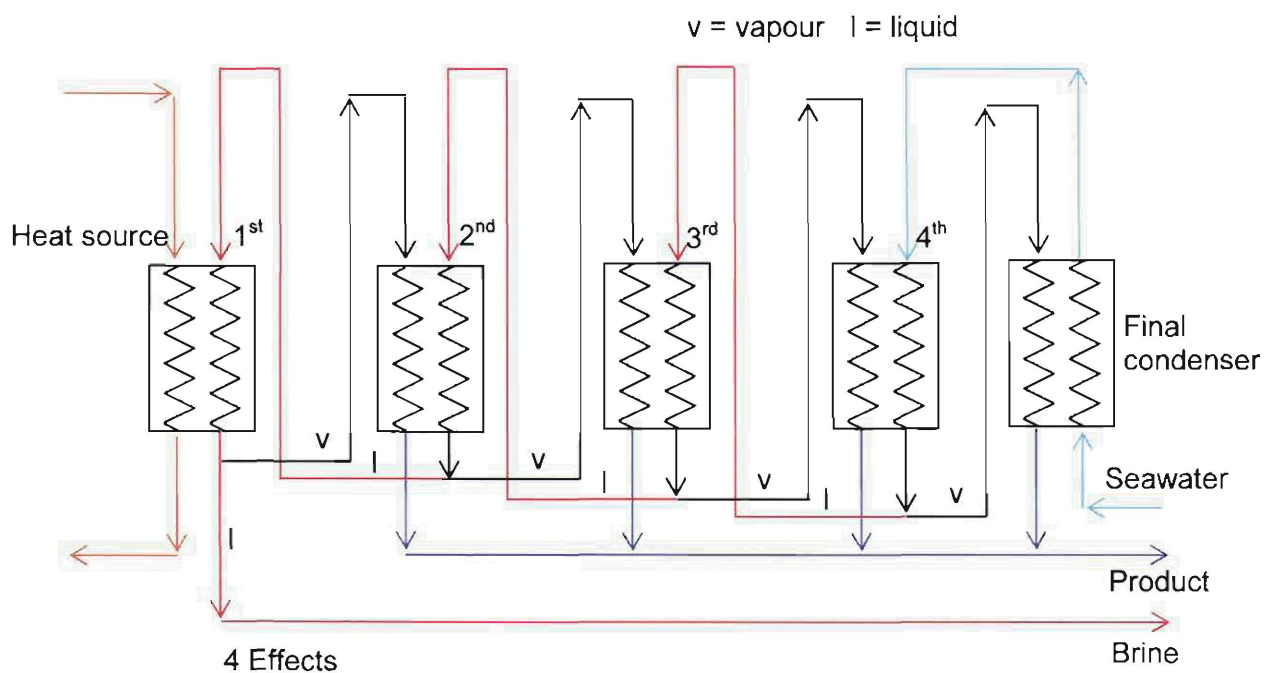 v = vapour l = liquid
Heat source
1st
2nd
3rd
4th
Final
condenser
v
l
v
l
v
l
v
Seawater
l
Product
Brine
4 Effects